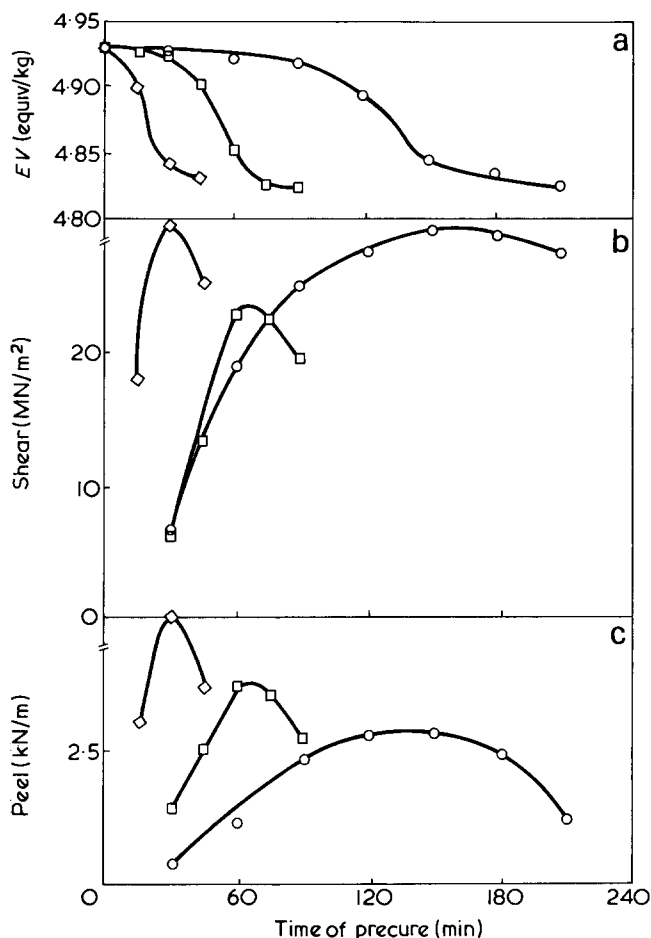 4·95
a
4·90
EV (equiv/kg)
4·85
4·80
b
20
Shear (MN/m²)
10
0
c
2·5
Peel (kN/m)
0 60 120 180 240
Time of precure (min)